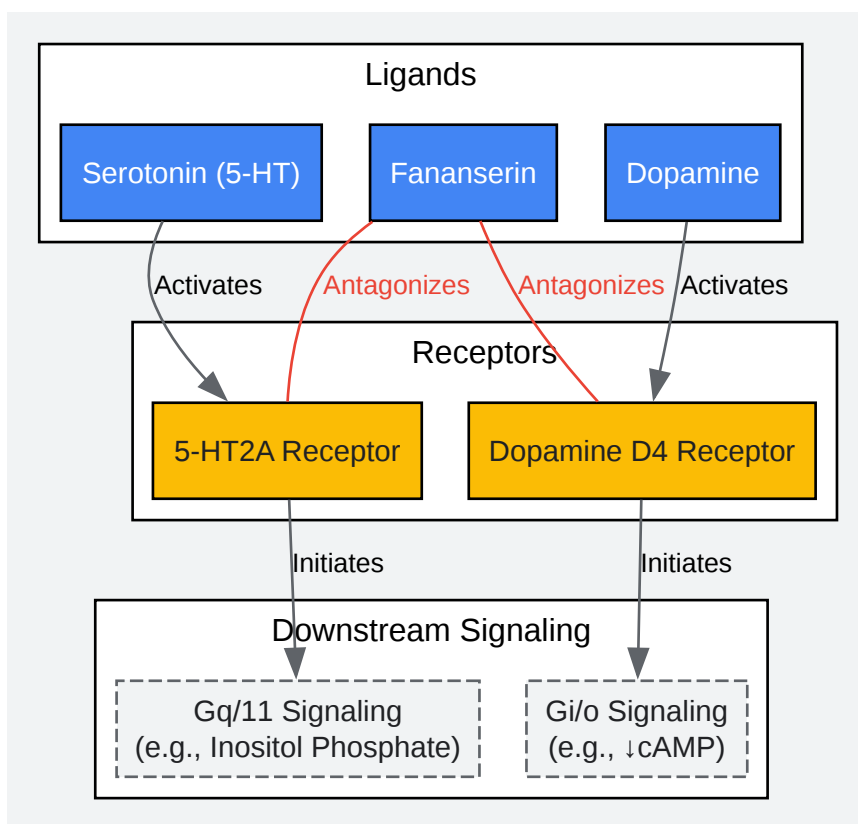 Ligands
Serotonin (5-HT)
Fananserin
Dopamine
Activates
Antagonizes
Antagonizes
Activates
Receptors
5-HT2A Receptor
Dopamine D4 Receptor
Initiates
Initiates
Downstream Signaling
Gq/11 Signaling
(e.g., Inositol Phosphate)
Gi/o Signaling
(e.g., ↓cAMP)